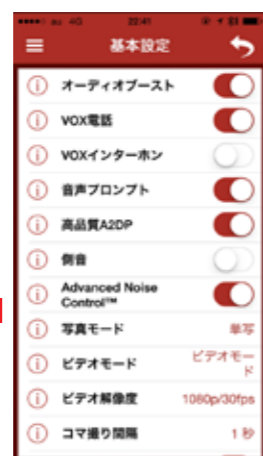 au 4G 22:41
基本設定
オーディオブースト
VOX電話
VOXインターホン
音声プロンプト
高品質A2DP
側音
Advanced Noise
Control™
写真モード 単写
ビデオモード ビデオモー
ド
ビデオ解像度 1080p/30fps
コマ撮り間隔 1 秒